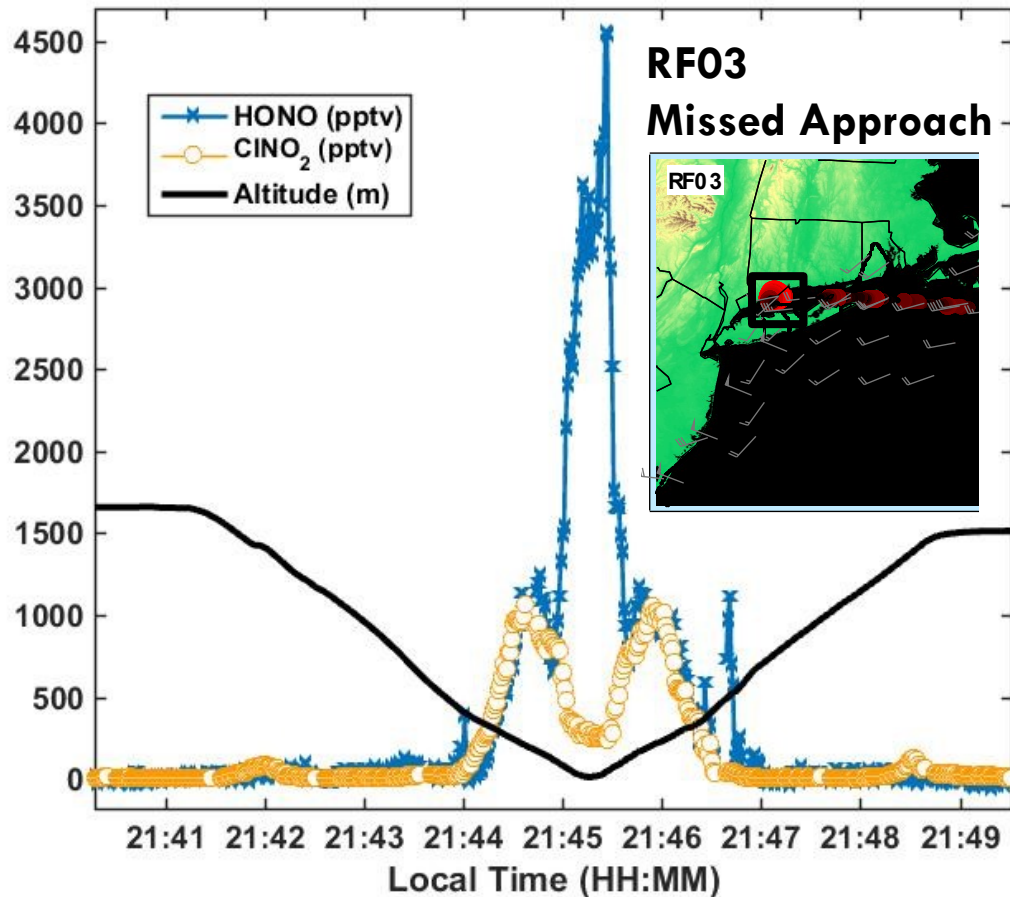 4500
4000
3500
3000
2500
2000
1500
1000
500
0
HONO (pptv)
ClNO2 (pptv)
Altitude (m)
RF03
Missed Approach
RF03
21:41 21:42 21:43 21:44 21:45 21:46 21:47 21:48 21:49
Local Time (HH:MM)